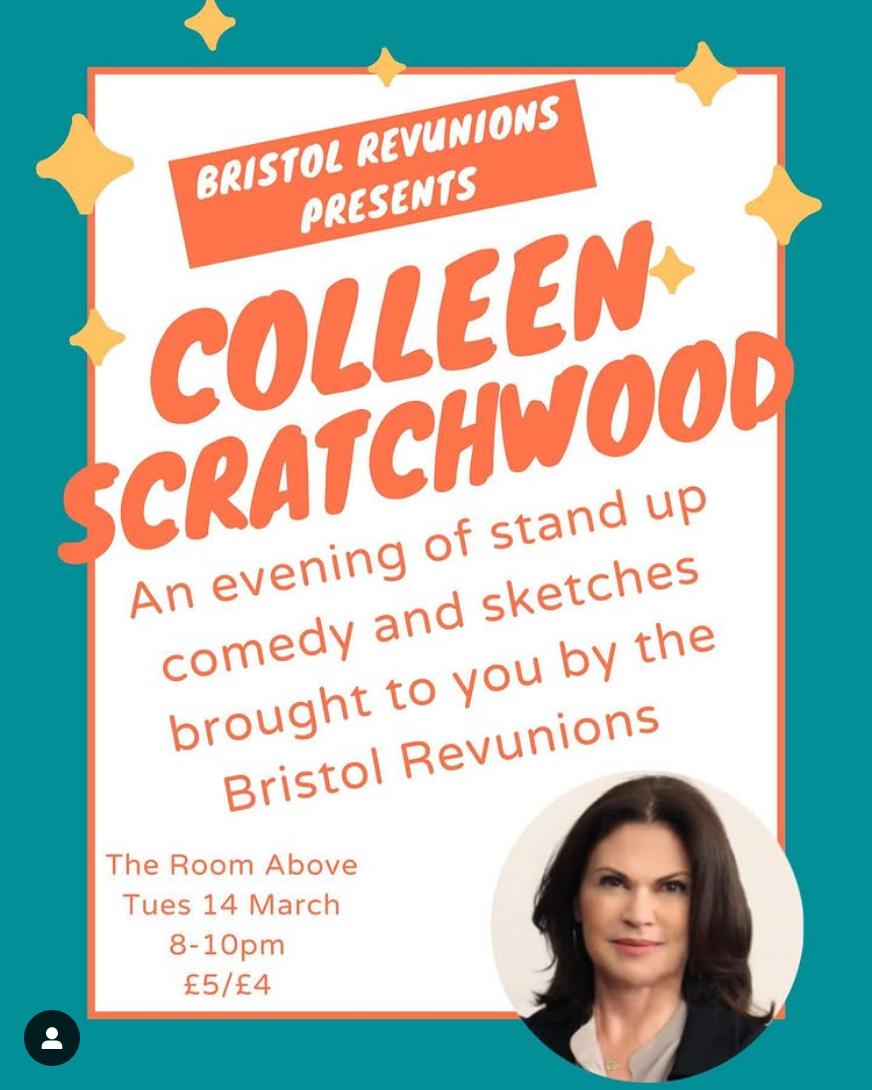 BRISTOL REVUNIONS
PRESENTS
COLLEEN
SCRATCHWOOD
An evening of stand up
comedy and sketches
brought to you by the
Bristol Revunions
The Room Above
Tues 14 March
8-10pm
£5/£4